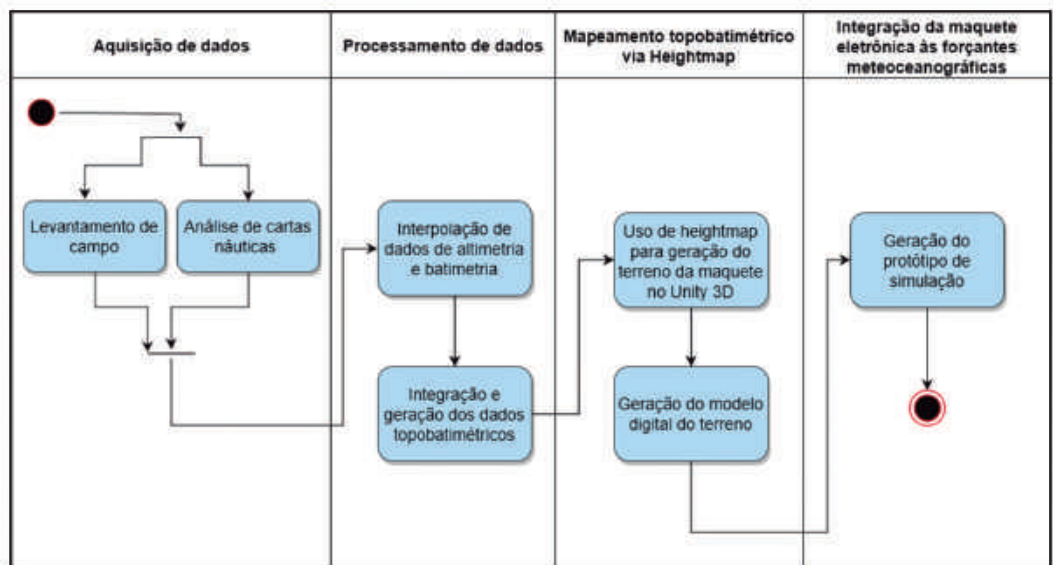 Aquisição de dados
Processamento de dados
Mapeamento topobatimétrico
via Heightmap
Integração da maquete
eletrônica às forçantes
meteoceanográficas
Levantamento de
campo
Análise de cartas
náuticas
Interpolação de
dados de altimetria
e batimetria
Integração e
geração dos dados
topobatimétricos
Uso de heightmap
para geração do
terreno da maquete
no Unity 3D
Geração do modelo
digital do terreno
Geração do
protótipo de
simulação